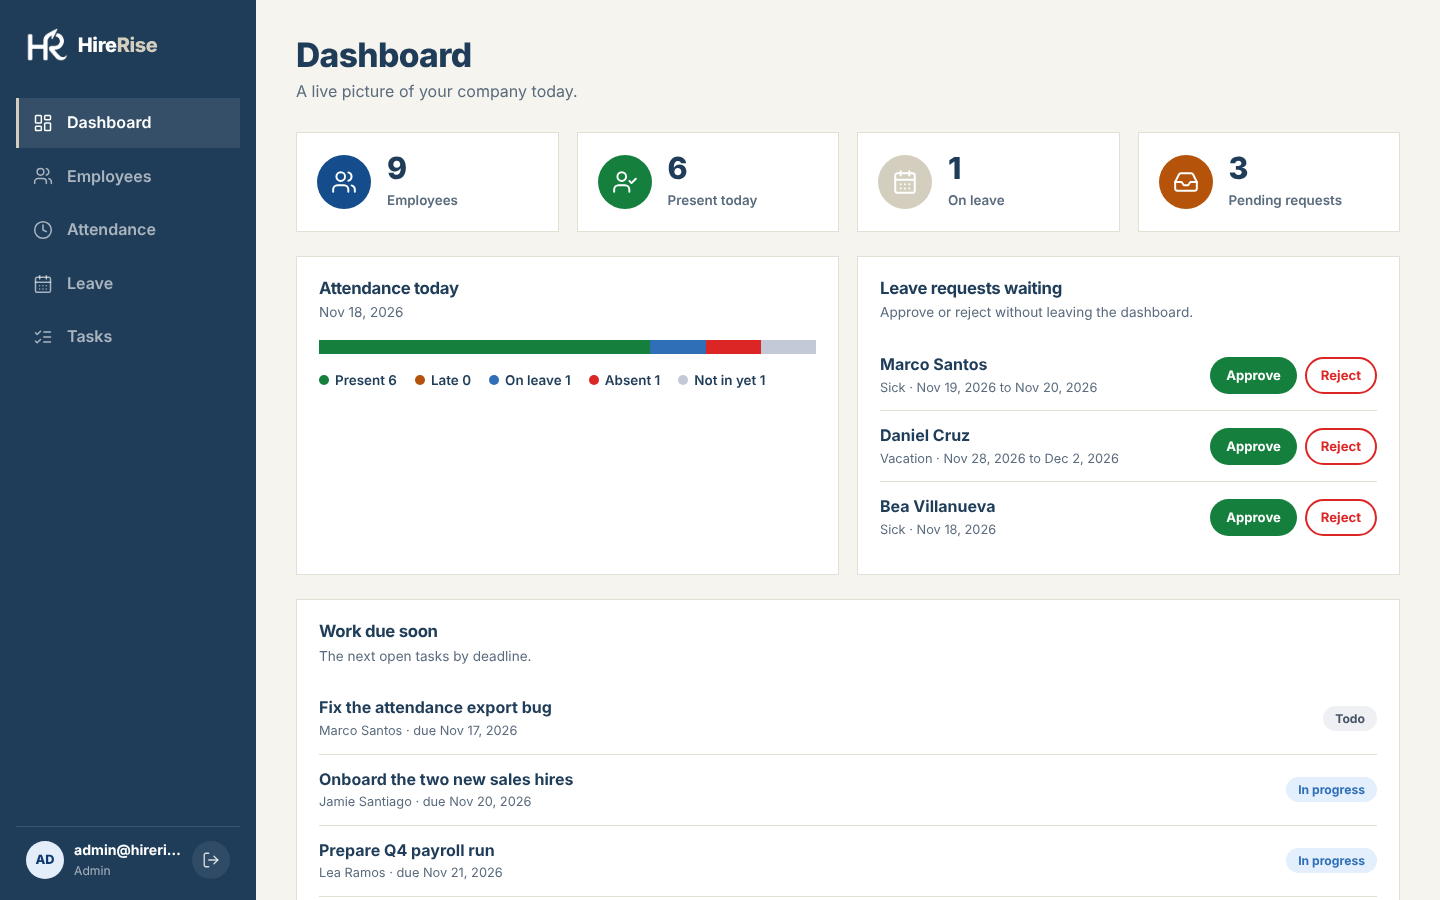 HR HireRise
Dashboard
Employees
Attendance
Leave
Tasks
AD
admin@hireri...
Admin
Dashboard
A live picture of your company today.
9
Employees
6
Present today
1
On leave
3
Pending requests
Attendance today
Nov 18, 2026
Present 6
Late 0
On leave 1
Absent 1
Not in yet 1
Leave requests waiting
Approve or reject without leaving the dashboard.
Marco Santos
Sick · Nov 19, 2026 to Nov 20, 2026
Approve
Reject
Daniel Cruz
Vacation · Nov 28, 2026 to Dec 2, 2026
Approve
Reject
Bea Villanueva
Sick · Nov 18, 2026
Approve
Reject
Work due soon
The next open tasks by deadline.
Fix the attendance export bug
Marco Santos · due Nov 17, 2026
Todo
Onboard the two new sales hires
Jamie Santiago · due Nov 20, 2026
In progress
Prepare Q4 payroll run
Lea Ramos · due Nov 21, 2026
In progress